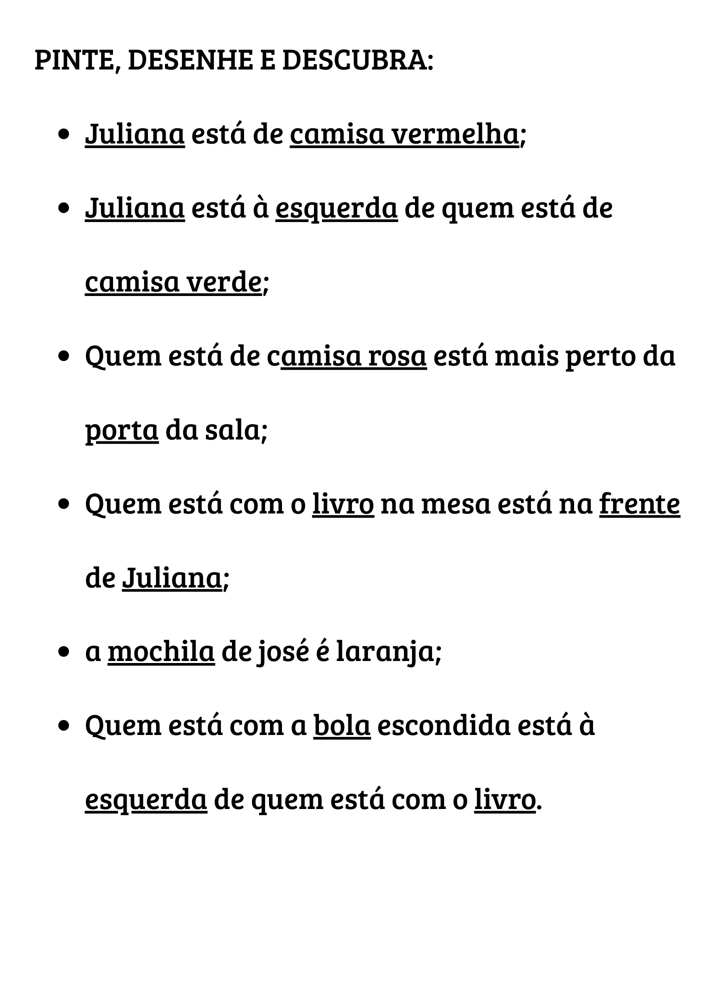 PINTE, DESENHE E DESCUBRA:
• Juliana está de camisa vermelha;
• Juliana está à esquerda de quem está de
camisa verde;
• Quem está de camisa rosa está mais perto da
porta da sala;
• Quem está com o livro na mesa está na frente
de Juliana;
• a mochila de josé é laranja;
• Quem está com a bola escondida está à
esquerda de quem está com o livro.